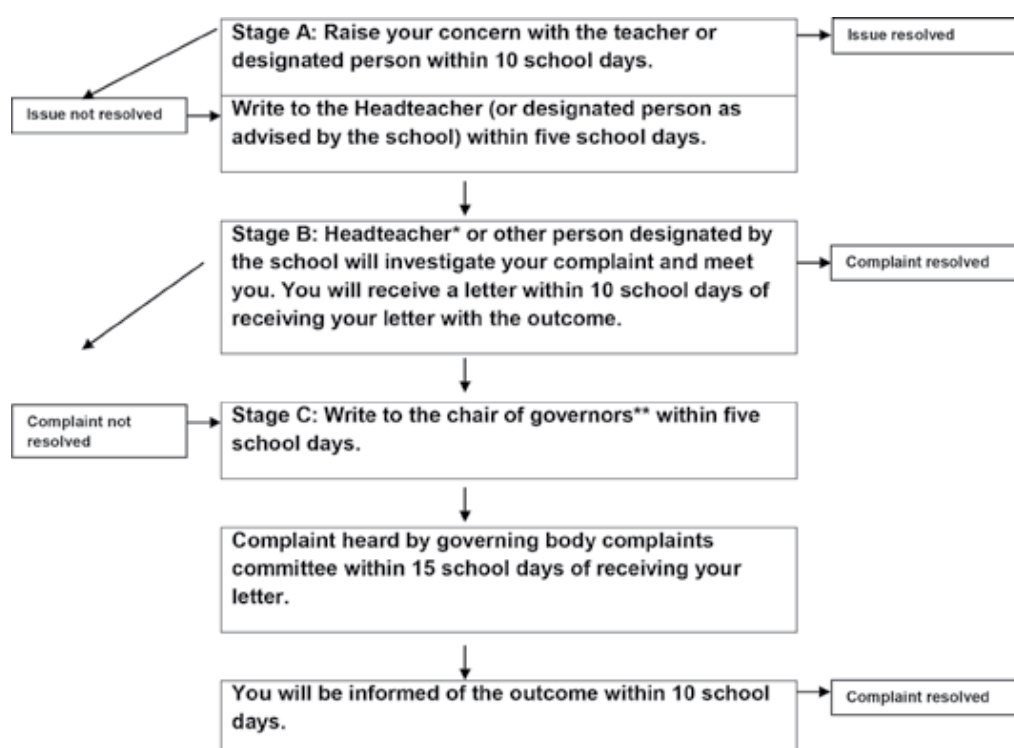 Stage A: Raise your concern with the teacher or
designated person within 10 school days.
Issue resolved
Issue not resolved
Write to the Headteacher (or designated person as
advised by the school) within five school days.
Stage B: Headteacher* or other person designated by
the school will investigate your complaint and meet
you. You will receive a letter within 10 school days of
receiving your letter with the outcome.
Complaint resolved
Complaint not
resolved
Stage C: Write to the chair of governors** within five
school days.
Complaint heard by governing body complaints
committee within 15 school days of receiving your
letter.
You will be informed of the outcome within 10 school
days.
Complaint resolved